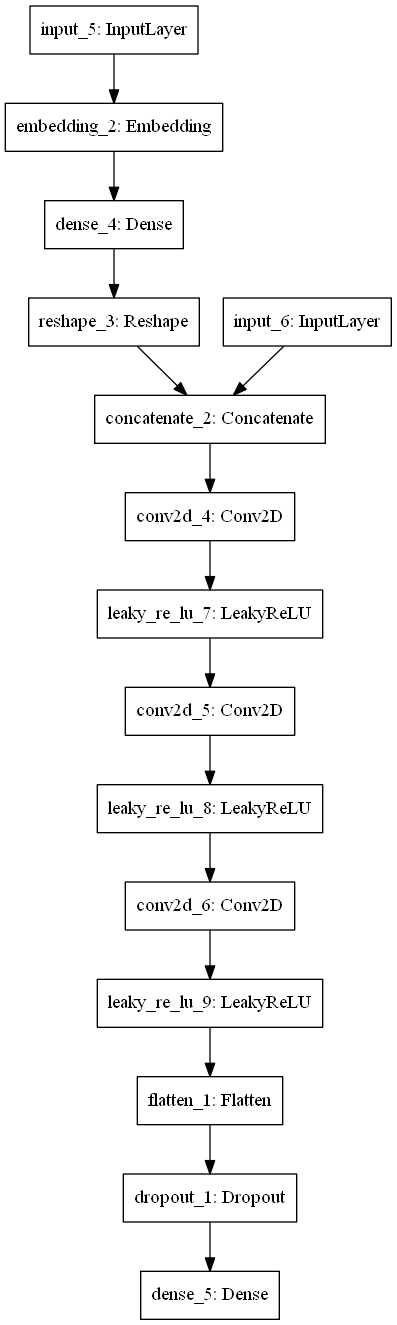 input_5: InputLayer
embedding_2: Embedding
dense_4: Dense
reshape_3: Reshape
input_6: InputLayer
concatenate_2: Concatenate
conv2d_4: Conv2D
leaky_re_lu_7: LeakyReLU
conv2d_5: Conv2D
leaky_re_lu_8: LeakyReLU
conv2d_6: Conv2D
leaky_re_lu_9: LeakyReLU
flatten_1: Flatten
dropout_1: Dropout
dense_5: Dense